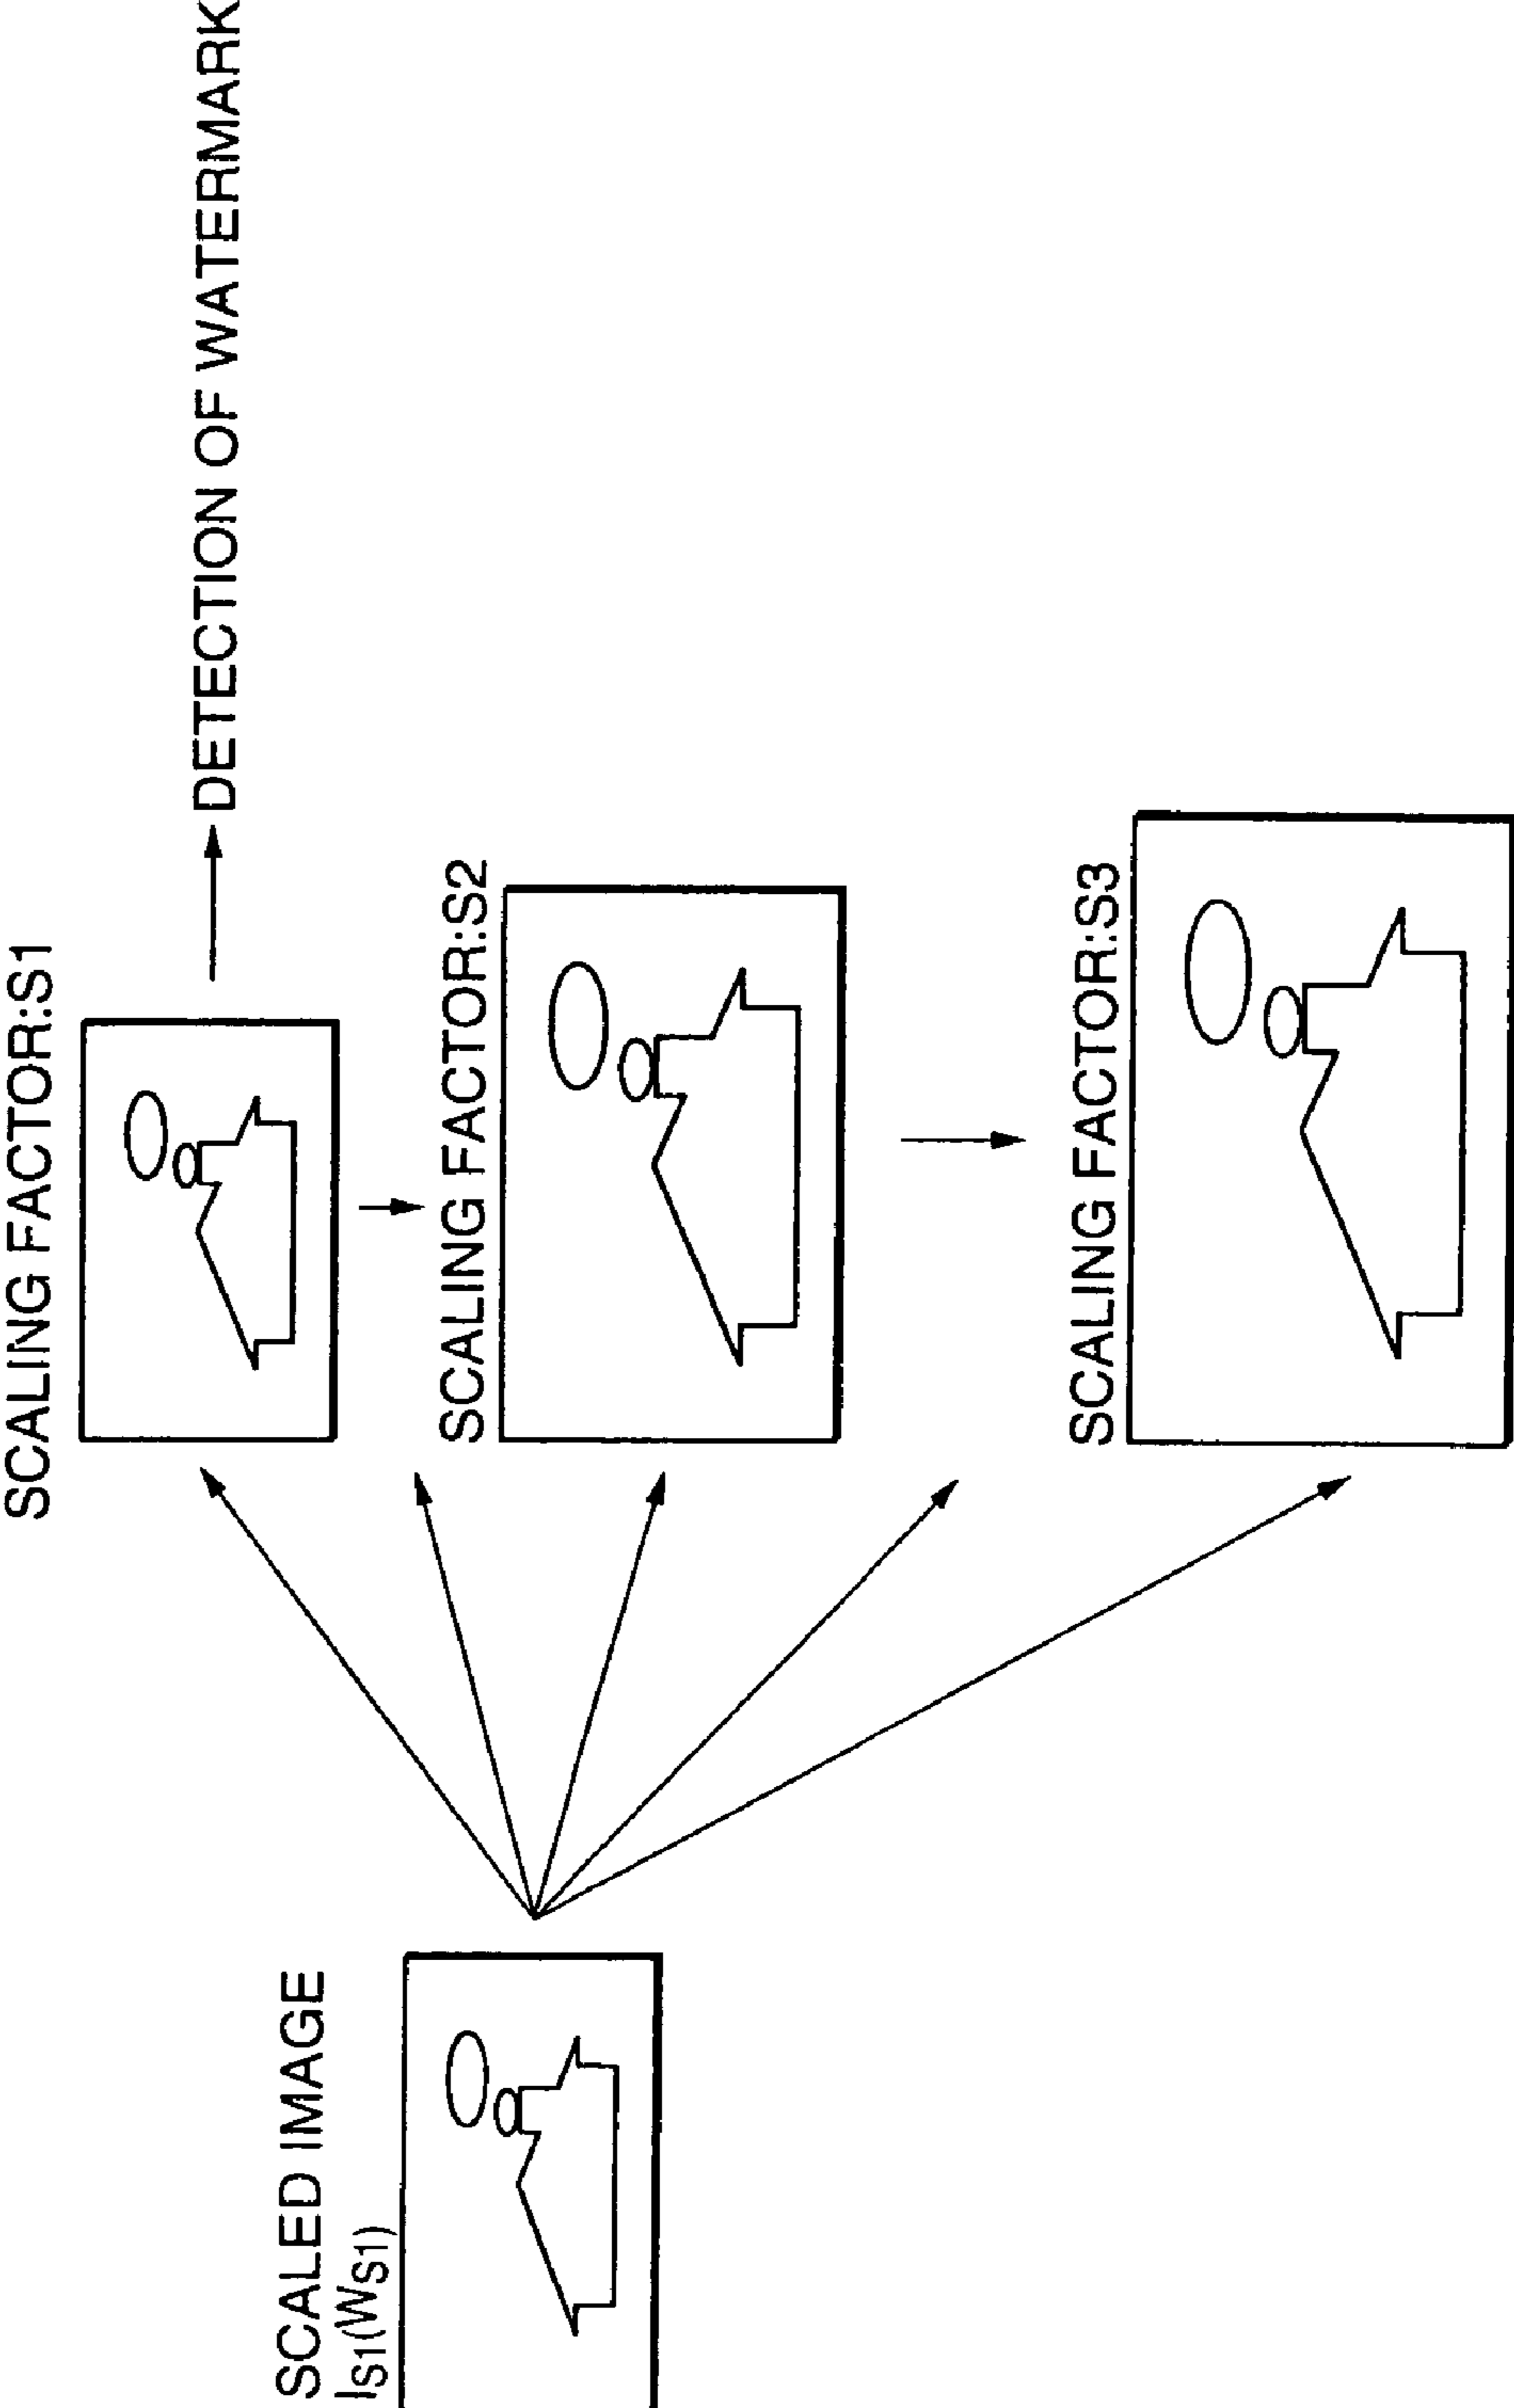 SCALED IMAGE
IS1(WS1)
SCALING FACTOR:S1
DETECTION OF WATERMARK
SCALING FACTOR:S2
SCALING FACTOR:S3